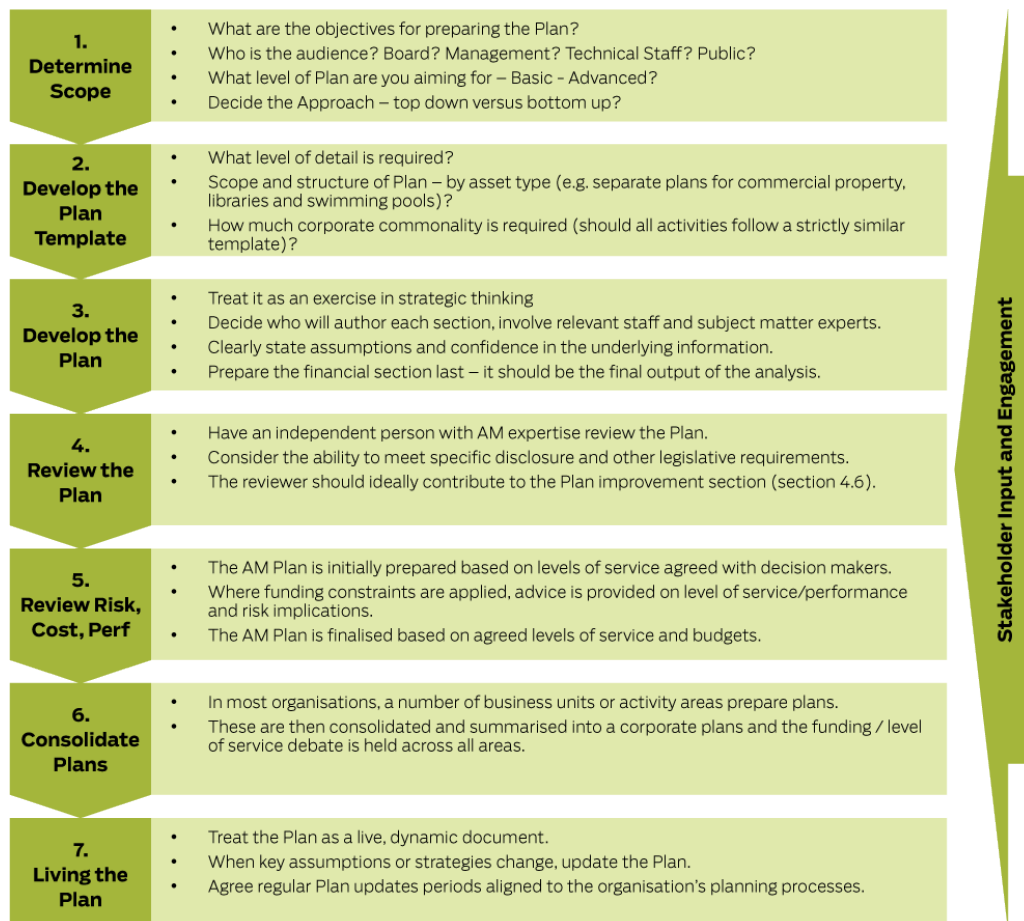 1.
Determine
Scope
• What are the objectives for preparing the Plan?
• Who is the audience? Board? Management? Technical Staff? Public?
• What level of Plan are you aiming for – Basic - Advanced?
• Decide the Approach – top down versus bottom up?
2.
Develop the
Plan
Template
• What level of detail is required?
• Scope and structure of Plan – by asset type (e.g. separate plans for commercial property,
libraries and swimming pools)?
• How much corporate commonality is required (should all activities follow a strictly similar
template)?
3.
Develop the
Plan
• Treat it as an exercise in strategic thinking
• Decide who will author each section, involve relevant staff and subject matter experts.
• Clearly state assumptions and confidence in the underlying information.
• Prepare the financial section last – it should be the final output of the analysis.
4.
Review the
Plan
• Have an independent person with AM expertise review the Plan.
• Consider the ability to meet specific disclosure and other legislative requirements.
• The reviewer should ideally contribute to the Plan improvement section (section 4.6).
5.
Review Risk,
Cost, Perf
• The AM Plan is initially prepared based on levels of service agreed with decision makers.
• Where funding constraints are applied, advice is provided on level of service/performance
and risk implications.
• The AM Plan is finalised based on agreed levels of service and budgets.
6.
Consolidate
Plans
• In most organisations, a number of business units or activity areas prepare plans.
• These are then consolidated and summarised into a corporate plans and the funding / level
of service debate is held across all areas.
7.
Living the
Plan
• Treat the Plan as a live, dynamic document.
• When key assumptions or strategies change, update the Plan.
• Agree regular Plan updates periods aligned to the organisation's planning processes.
Stakeholder Input and Engagement